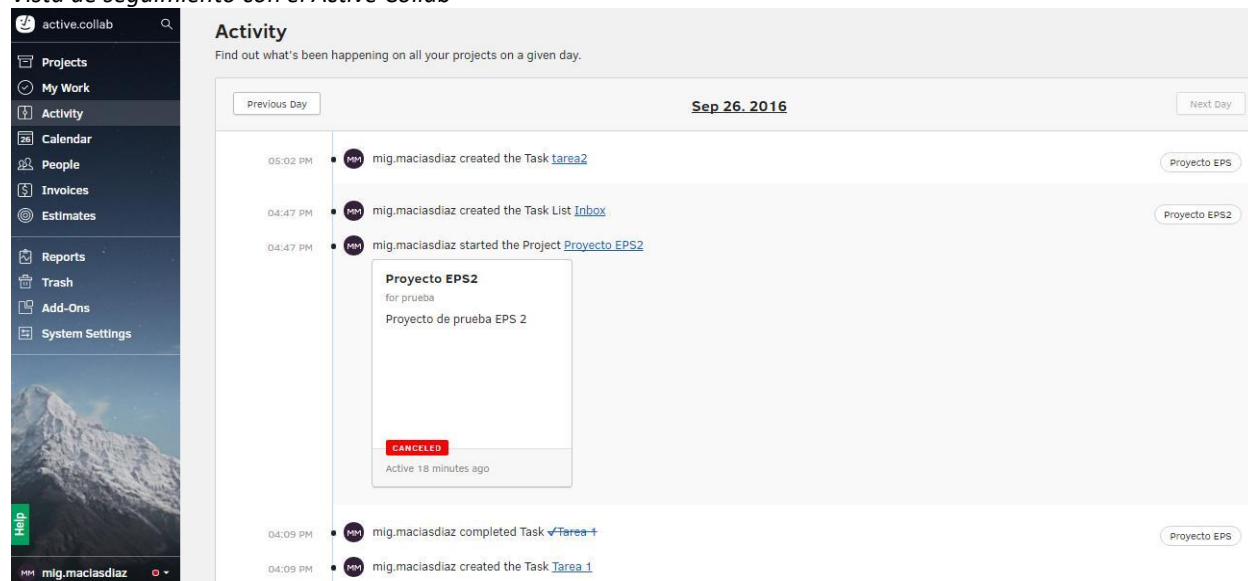 Vista de seguimiento con el Active Collab
active.collab
Projects
My Work
Activity
26 Calendar
People
Invoices
Estimates
Reports
Trash
Add-Ons
System Settings
Help
MM mig.maciasdiaz
Activity
Find out what's been happening on all your projects on a given day.
Previous Day
Sep 26. 2016
Next Day
05:02 PM MM mig.maciasdiaz created the Task tarea2 Proyecto EPS
04:47 PM MM mig.maciasdiaz created the Task List Inbox Proyecto EPS2
04:47 PM MM mig.maciasdiaz started the Project Proyecto EPS2
Proyecto EPS2
for prueba
Proyecto de prueba EPS 2
CANCELED
Active 18 minutes ago
04:09 PM MM mig.maciasdiaz completed Task ✓Tarea 1 Proyecto EPS
04:09 PM MM mig.maciasdiaz created the Task Tarea 1